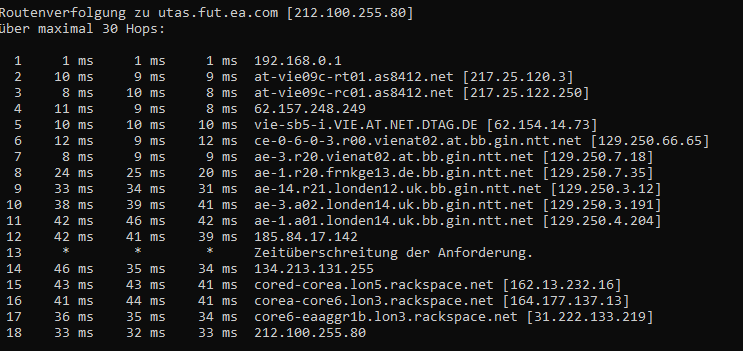 Routenverfolgung zu utas.fut.ea.com [212.100.255.80]
über maximal 30 Hops:
1 1 ms 1 ms 1 ms 192.168.0.1
2 10 ms 9 ms 9 ms at-vie09c-rt01.as8412.net [217.25.120.3]
3 8 ms 10 ms 8 ms at-vie09c-rc01.as8412.net [217.25.122.250]
4 11 ms 9 ms 8 ms 62.157.248.249
5 10 ms 10 ms 10 ms vie-sb5-i.VIE.AT.NET.DTAG.DE [62.154.14.73]
6 12 ms 9 ms 12 ms ce-0-6-0-3.r00.vienat02.at.bb.gin.ntt.net [129.250.66.65]
7 8 ms 9 ms 9 ms ae-3.r20.vienat02.at.bb.gin.ntt.net [129.250.7.18]
8 24 ms 25 ms 20 ms ae-1.r20.frnkge13.de.bb.gin.ntt.net [129.250.7.35]
9 33 ms 34 ms 31 ms ae-14.r21.londen12.uk.bb.gin.ntt.net [129.250.3.12]
10 38 ms 39 ms 41 ms ae-3.a02.londen14.uk.bb.gin.ntt.net [129.250.3.191]
11 42 ms 46 ms 42 ms ae-1.a01.londen14.uk.bb.gin.ntt.net [129.250.4.204]
12 42 ms 41 ms 39 ms 185.84.17.142
13 * * * Zeitüberschreitung der Anforderung.
14 46 ms 35 ms 34 ms 134.213.131.255
15 43 ms 43 ms 41 ms cored-corea.lon5.rackspace.net [162.13.232.16]
16 41 ms 44 ms 41 ms corea-core6.lon3.rackspace.net [164.177.137.13]
17 36 ms 35 ms 34 ms core6-eaaggr1b.lon3.rackspace.net [31.222.133.219]
18 33 ms 32 ms 33 ms 212.100.255.80